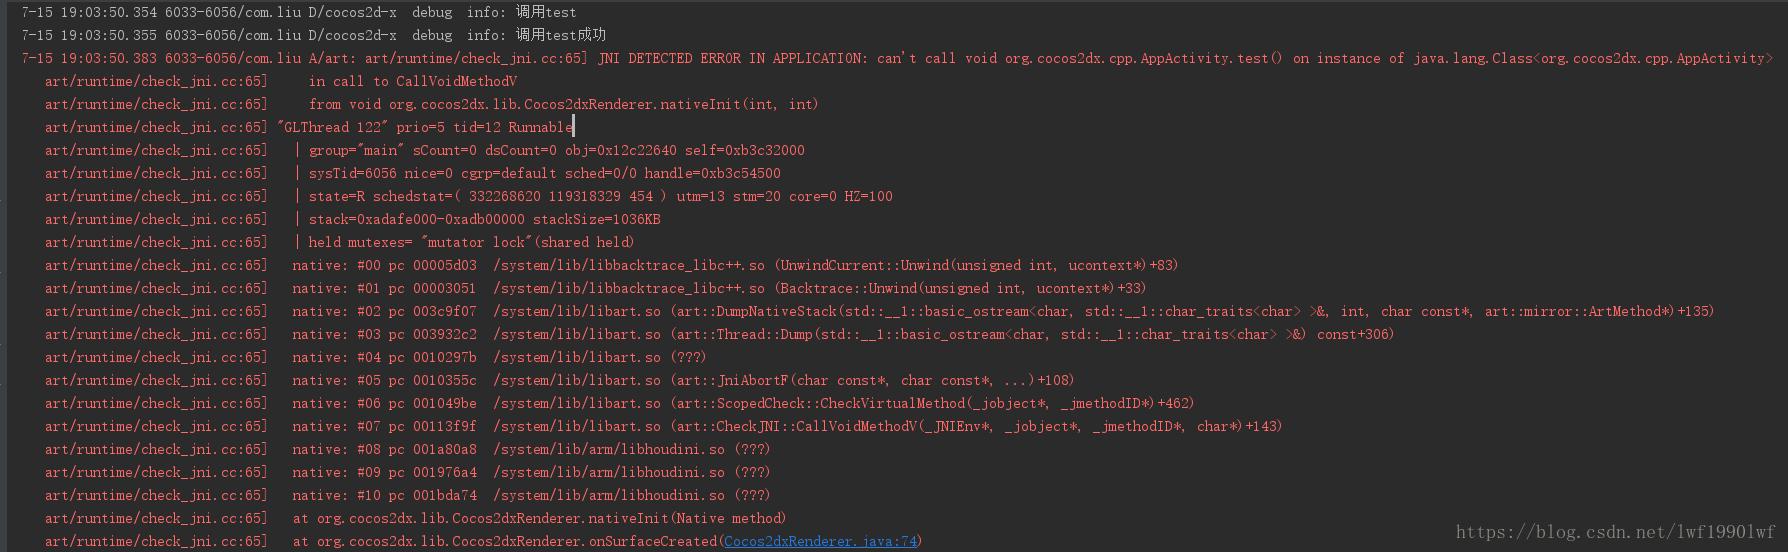 7-15 19:03:50.354 6033-6056/com.liu D/cocos2d-x  debug  info: 调用test
7-15 19:03:50.355 6033-6056/com.liu D/cocos2d-x  debug  info: 调用test成功
7-15 19:03:50.383 6033-6056/com.liu A/art: art/runtime/check_jni.cc:65] JNI DETECTED ERROR IN APPLICATION: can't call void org.cocos2dx.cpp.AppActivity.test() on instance of java.lang.Class<org.cocos2dx.cpp.AppActivity>
art/runtime/check_jni.cc:65]     in call to CallVoidMethodV
art/runtime/check_jni.cc:65]     from void org.cocos2dx.lib.Cocos2dxRenderer.nativeInit(int, int)
art/runtime/check_jni.cc:65] "GLThread 122" prio=5 tid=12 Runnable
art/runtime/check_jni.cc:65]   | group="main" sCount=0 dsCount=0 obj=0x12c22640 self=0xb3c32000
art/runtime/check_jni.cc:65]   | sysTid=6056 nice=0 cgrp=default sched=0/0 handle=0xb3c54500
art/runtime/check_jni.cc:65]   | state=R schedstat=( 332268620 119318329 454 ) utm=13 stm=20 core=0 HZ=100
art/runtime/check_jni.cc:65]   | stack=0xadafe000-0xadb00000 stackSize=1036KB
art/runtime/check_jni.cc:65]   | held mutexes= "mutator lock"(shared held)
art/runtime/check_jni.cc:65]   native: #00 pc 00005d03  /system/lib/libbacktrace_libc++.so (UnwindCurrent::Unwind(unsigned int, ucontext*)+83)
art/runtime/check_jni.cc:65]   native: #01 pc 00003051  /system/lib/libbacktrace_libc++.so (Backtrace::Unwind(unsigned int, ucontext*)+33)
art/runtime/check_jni.cc:65]   native: #02 pc 003c9f07  /system/lib/libart.so (art::DumpNativeStack(std::__1::basic_ostream<char, std::__1::char_traits<char> >&, int, char const*, art::mirror::ArtMethod*)+135)
art/runtime/check_jni.cc:65]   native: #03 pc 003932c2  /system/lib/libart.so (art::Thread::Dump(std::__1::basic_ostream<char, std::__1::char_traits<char> >&) const+306)
art/runtime/check_jni.cc:65]   native: #04 pc 0010297b  /system/lib/libart.so (???)
art/runtime/check_jni.cc:65]   native: #05 pc 0010355c  /system/lib/libart.so (art::JniAbortF(char const*, char const*, ...)+108)
art/runtime/check_jni.cc:65]   native: #06 pc 001049be  /system/lib/libart.so (art::ScopedCheck::CheckVirtualMethod(_jobject*, _jmethodID*)+462)
art/runtime/check_jni.cc:65]   native: #07 pc 00113f9f  /system/lib/libart.so (art::CheckJNI::CallVoidMethodV(_JNIEnv*, _jobject*, _jmethodID*, char*)+143)
art/runtime/check_jni.cc:65]   native: #08 pc 001a80a8  /system/lib/arm/libhoudini.so (???)
art/runtime/check_jni.cc:65]   native: #09 pc 001976a4  /system/lib/arm/libhoudini.so (???)
art/runtime/check_jni.cc:65]   native: #10 pc 001bda74  /system/lib/arm/libhoudini.so (???)
art/runtime/check_jni.cc:65]   at org.cocos2dx.lib.Cocos2dxRenderer.nativeInit(Native method)
art/runtime/check_jni.cc:65]   at org.cocos2dx.lib.Cocos2dxRenderer.onSurfaceCreated(Cocos2dxRenderer.java:74)
https://blog.csdn.net/lwf1990lwf